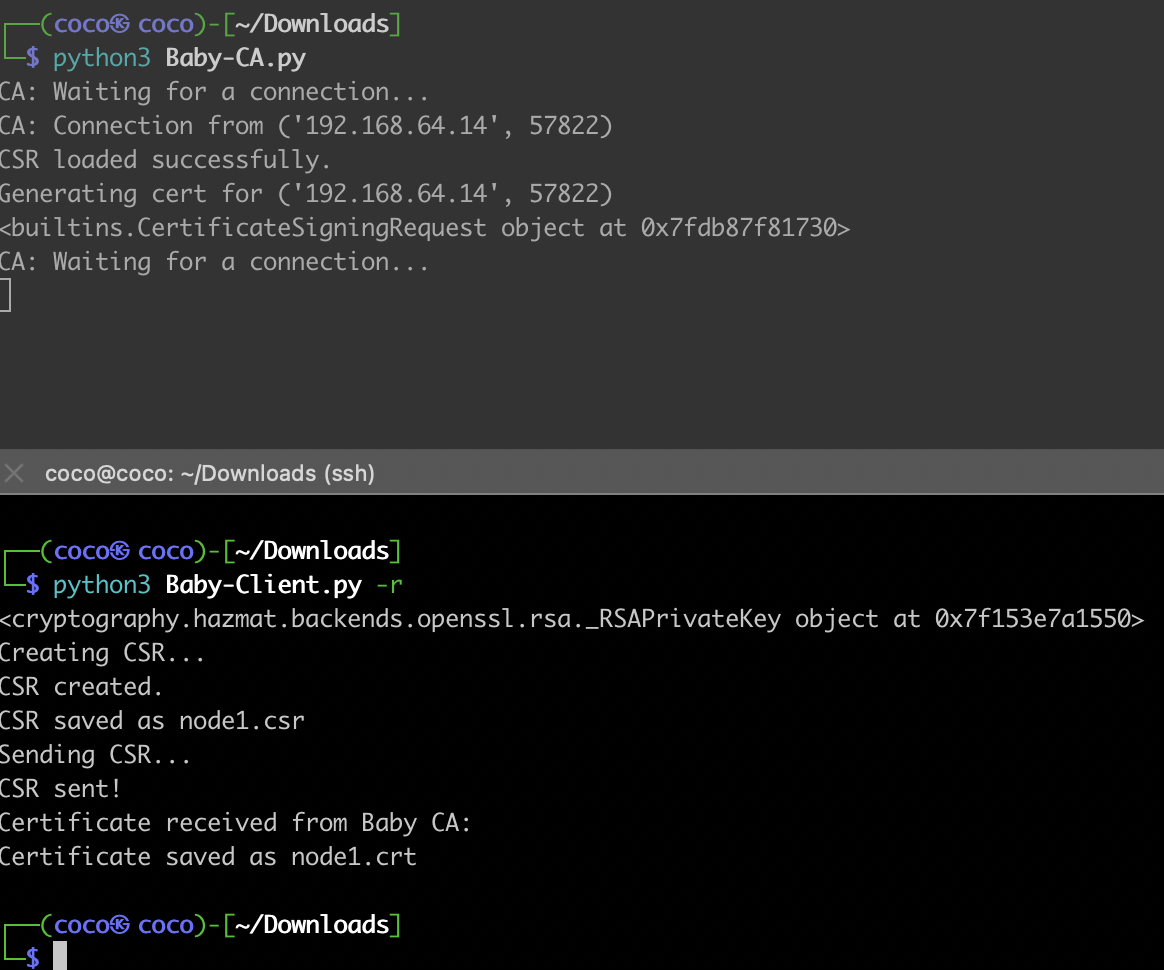 ┌──(coco㉿coco)-[~/Downloads]
└─$ python3 Baby-CA.py
CA: Waiting for a connection...
CA: Connection from ('192.168.64.14', 57822)
CSR loaded successfully.
Generating cert for ('192.168.64.14', 57822)
<builtins.CertificateSigningRequest object at 0x7fdb87f81730>
CA: Waiting for a connection...
coco@coco: ~/Downloads (ssh)
┌──(coco㉿coco)-[~/Downloads]
└─$ python3 Baby-Client.py -r
<cryptography.hazmat.backends.openssl.rsa._RSAPrivateKey object at 0x7f153e7a1550>
Creating CSR...
CSR created.
CSR saved as node1.csr
Sending CSR...
CSR sent!
Certificate received from Baby CA:
Certificate saved as node1.crt
┌──(coco㉿coco)-[~/Downloads]
└─$